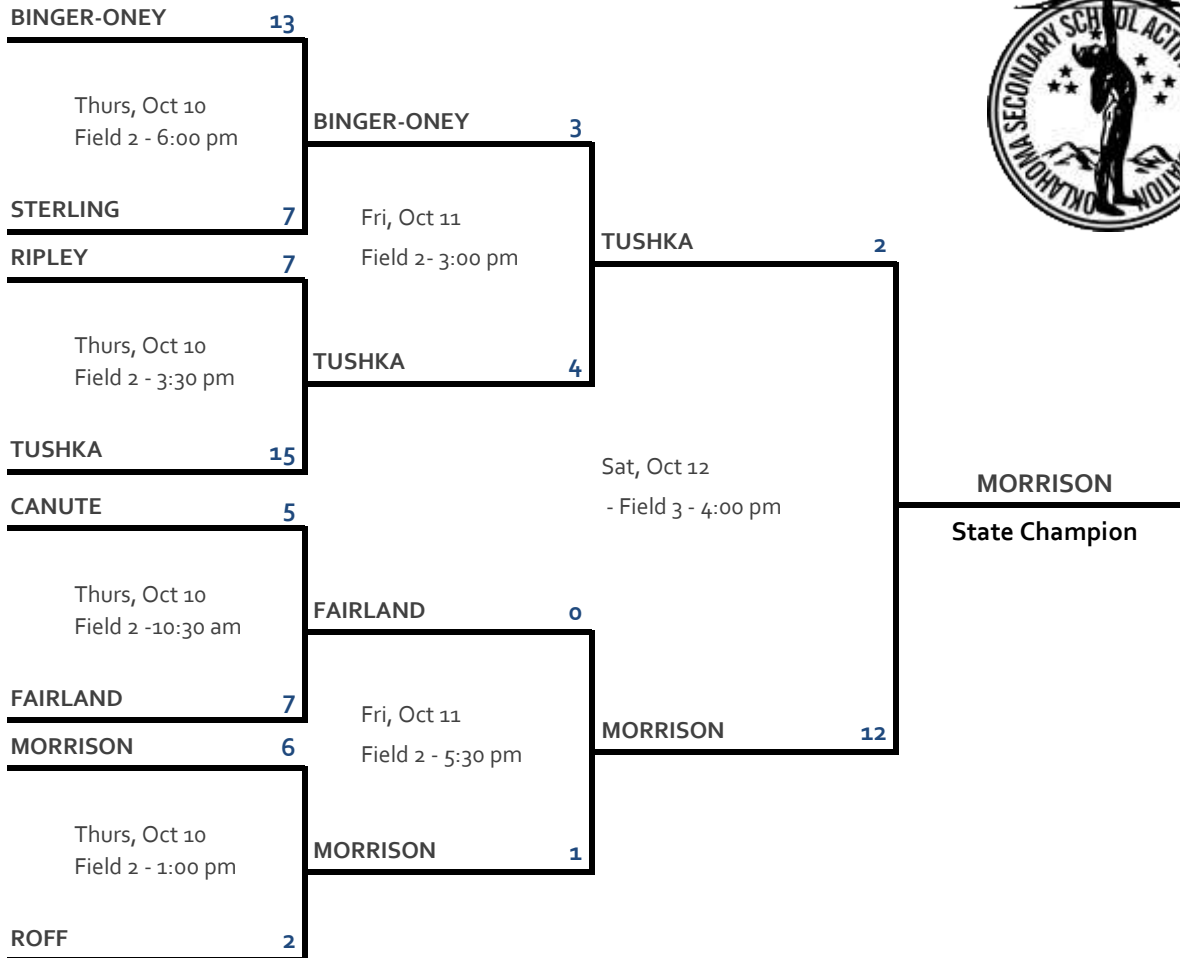 BINGER-ONEY 13
Thurs, Oct 10
Field 2 - 6:00 pm
STERLING 7
BINGER-ONEY 3
Fri, Oct 11
Field 2- 3:00 pm
RIPLEY 7
Thurs, Oct 10
Field 2 - 3:30 pm
TUSHKA 15
TUSHKA 4
TUSHKA 2
Sat, Oct 12
- Field 3 - 4:00 pm
CANUTE 5
Thurs, Oct 10
Field 2 -10:30 am
FAIRLAND 7
FAIRLAND 0
Fri, Oct 11
Field 2 - 5:30 pm
MORRISON 6
Thurs, Oct 10
Field 2 - 1:00 pm
ROFF 2
MORRISON 1
MORRISON 12
MORRISON
State Champion
OKLAHOMA SECONDARY SCHOOL